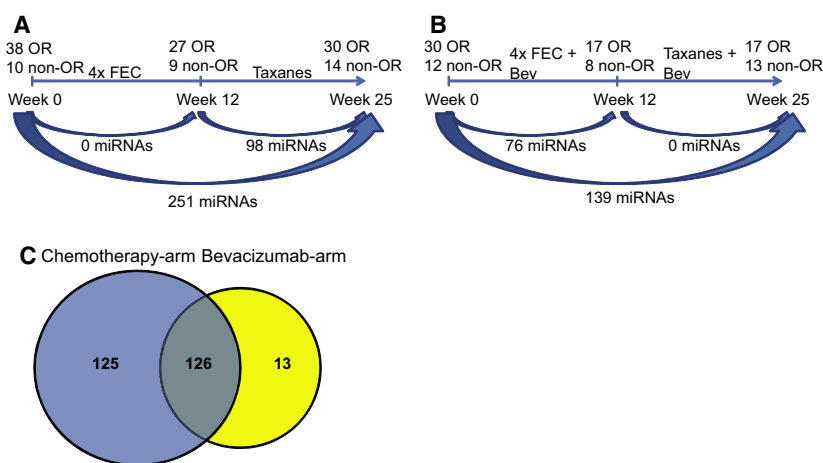 A
38 OR
10 non-OR
4x FEC
27 OR
9 non-OR
Taxanes
30 OR
14 non-OR
Week 0
Week 12
Week 25
0 miRNAs
98 miRNAs
251 miRNAs
B
30 OR
12 non-OR
4x FEC +
Bev
17 OR
8 non-OR
Taxanes +
Bev
17 OR
13 non-OR
Week 0
Week 12
Week 25
76 miRNAs
0 miRNAs
139 miRNAs
C Chemotherapy-arm Bevacizumab-arm
125
126
13